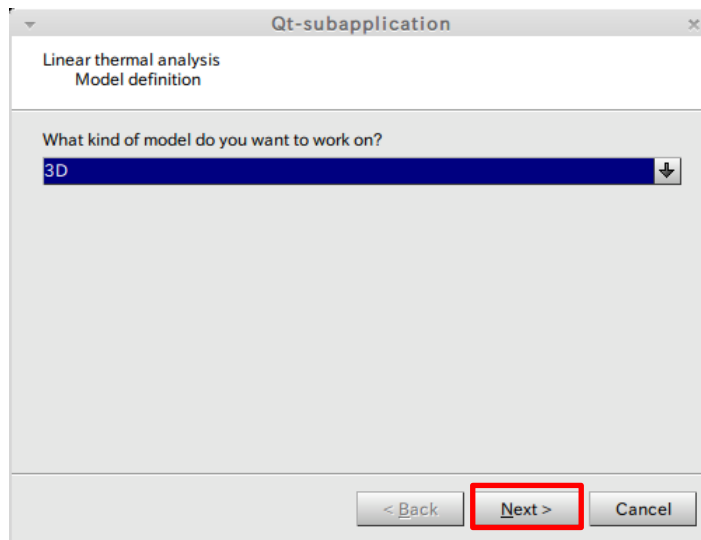 Qt-subapplication
Linear thermal analysis
Model definition
What kind of model do you want to work on?
3D
< Back
Next >
Cancel